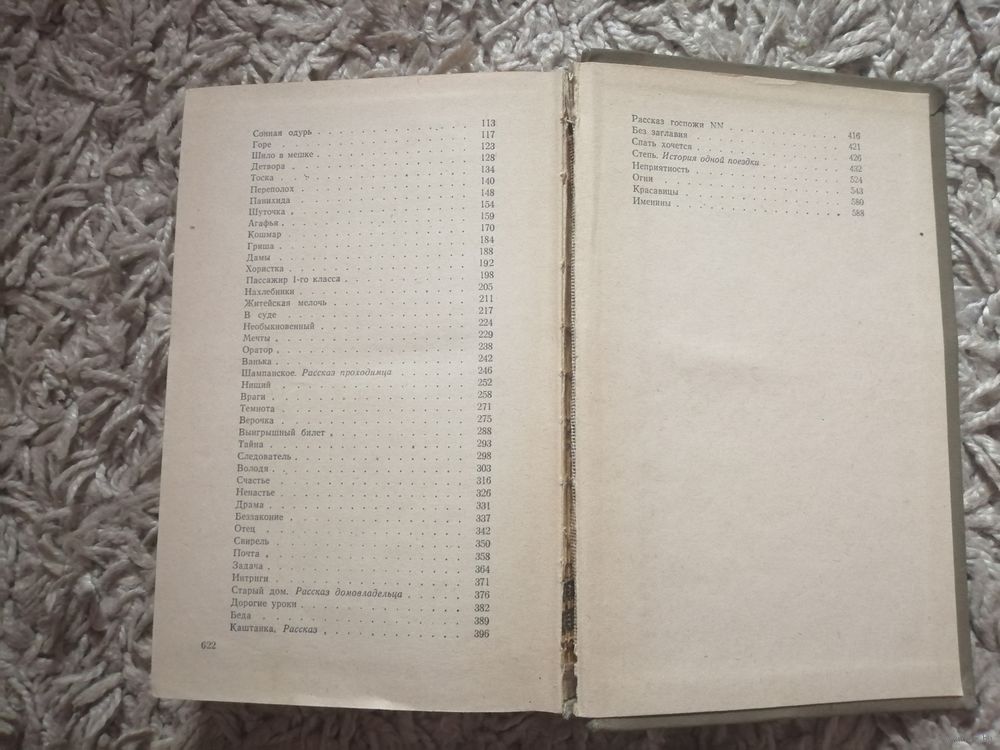 Сонная одурь . . . . . . . . . . . . 113
Горе . . . . . . . . . . . . 117
Шило в мешке . . . . . . . . . . . . 123
Детвора . . . . . . . . . . . . 128
Тоска . . . . . . . . . . . . 134
Переполох . . . . . . . . . . . . 140
Панихида . . . . . . . . . . . . 148
Шуточка . . . . . . . . . . . . 154
Агафья . . . . . . . . . . . . 159
Кошмар . . . . . . . . . . . . 170
Гриша . . . . . . . . . . . . 184
Дамы . . . . . . . . . . . . 188
Хористка . . . . . . . . . . . . 192
Пассажир 1-го класса . . . . . . . . . . 198
Нахлебники . . . . . . . . . . . . 205
Житейская мелочь . . . . . . . . . . 211
В суде . . . . . . . . . . . . 217
Необыкновенный . . . . . . . . . . 224
Мечты . . . . . . . . . . . . 229
Оратор . . . . . . . . . . . . 238
Ванька . . . . . . . . . . . . 242
Шампанское. Рассказ проходимца . . . . . . 246
Нищий . . . . . . . . . . . . 252
Враги . . . . . . . . . . . . 258
Темнота . . . . . . . . . . . . 271
Верочка . . . . . . . . . . . . 275
Выигрышный билет . . . . . . . . . . 288
Тайна . . . . . . . . . . . . 293
Следователь . . . . . . . . . . . . 298
Володя . . . . . . . . . . . . 303
Счастье . . . . . . . . . . . . 316
Ненастье . . . . . . . . . . . . 326
Драма . . . . . . . . . . . . 331
Беззаконие . . . . . . . . . . . . 337
Отец . . . . . . . . . . . . 342
Свирель . . . . . . . . . . . . 350
Почта . . . . . . . . . . . . 358
Задача . . . . . . . . . . . . 364
Интриги . . . . . . . . . . . . 371
Старый дом. Рассказ домовладельца . . . . 376
Дорогие уроки . . . . . . . . . . . . 382
Беда . . . . . . . . . . . . 389
Каштанка. Рассказ . . . . . . . . . . 396
622
Рассказ госпожи NN . . . . . . . . 416
Без заглавия . . . . . . . . . . 421
Спать хочется . . . . . . . . . . 426
Степь. История одной поездки . . . . . . 432
Неприятность . . . . . . . . . . 524
Огни . . . . . . . . . . . . 543
Красавицы . . . . . . . . . . 580
Именины . . . . . . . . . . . . 588